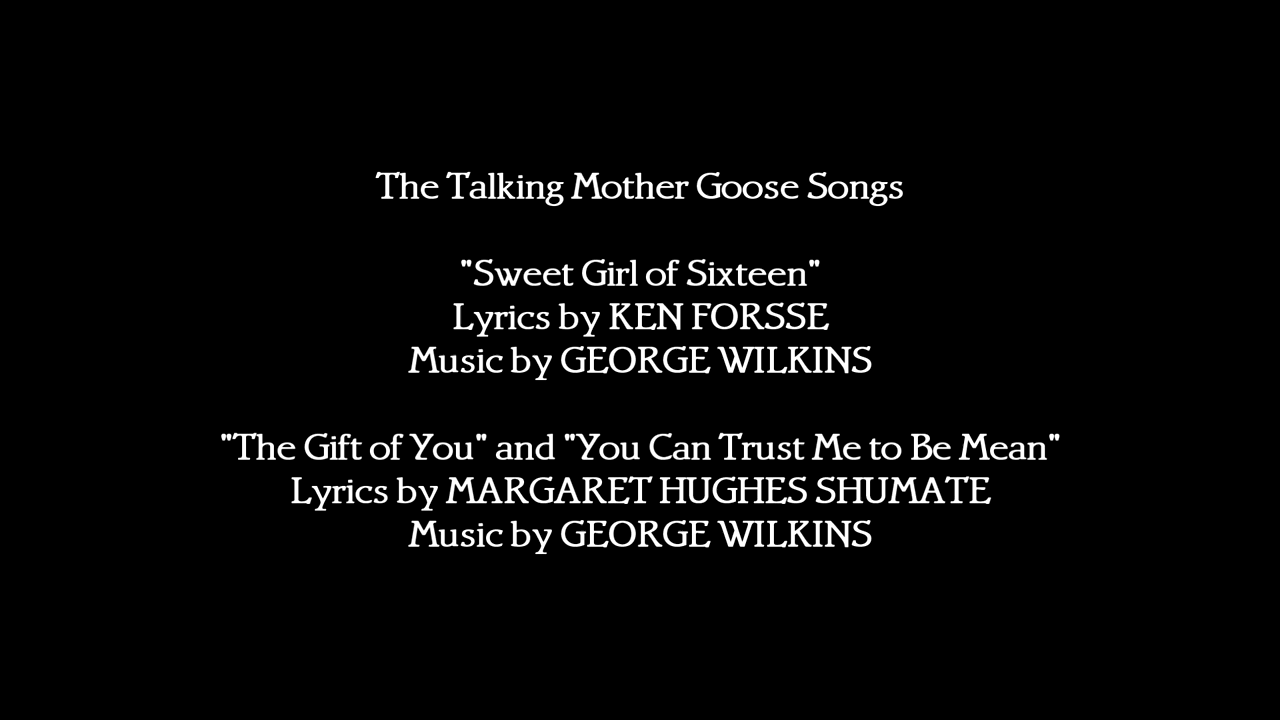 The Talking Mother Goose Songs
"Sweet Girl of Sixteen"
Lyrics by KEN FORSSE
Music by GEORGE WILKINS
"The Gift of You" and "You Can Trust Me to Be Mean"
Lyrics by MARGARET HUGHES SHUMATE
Music by GEORGE WILKINS